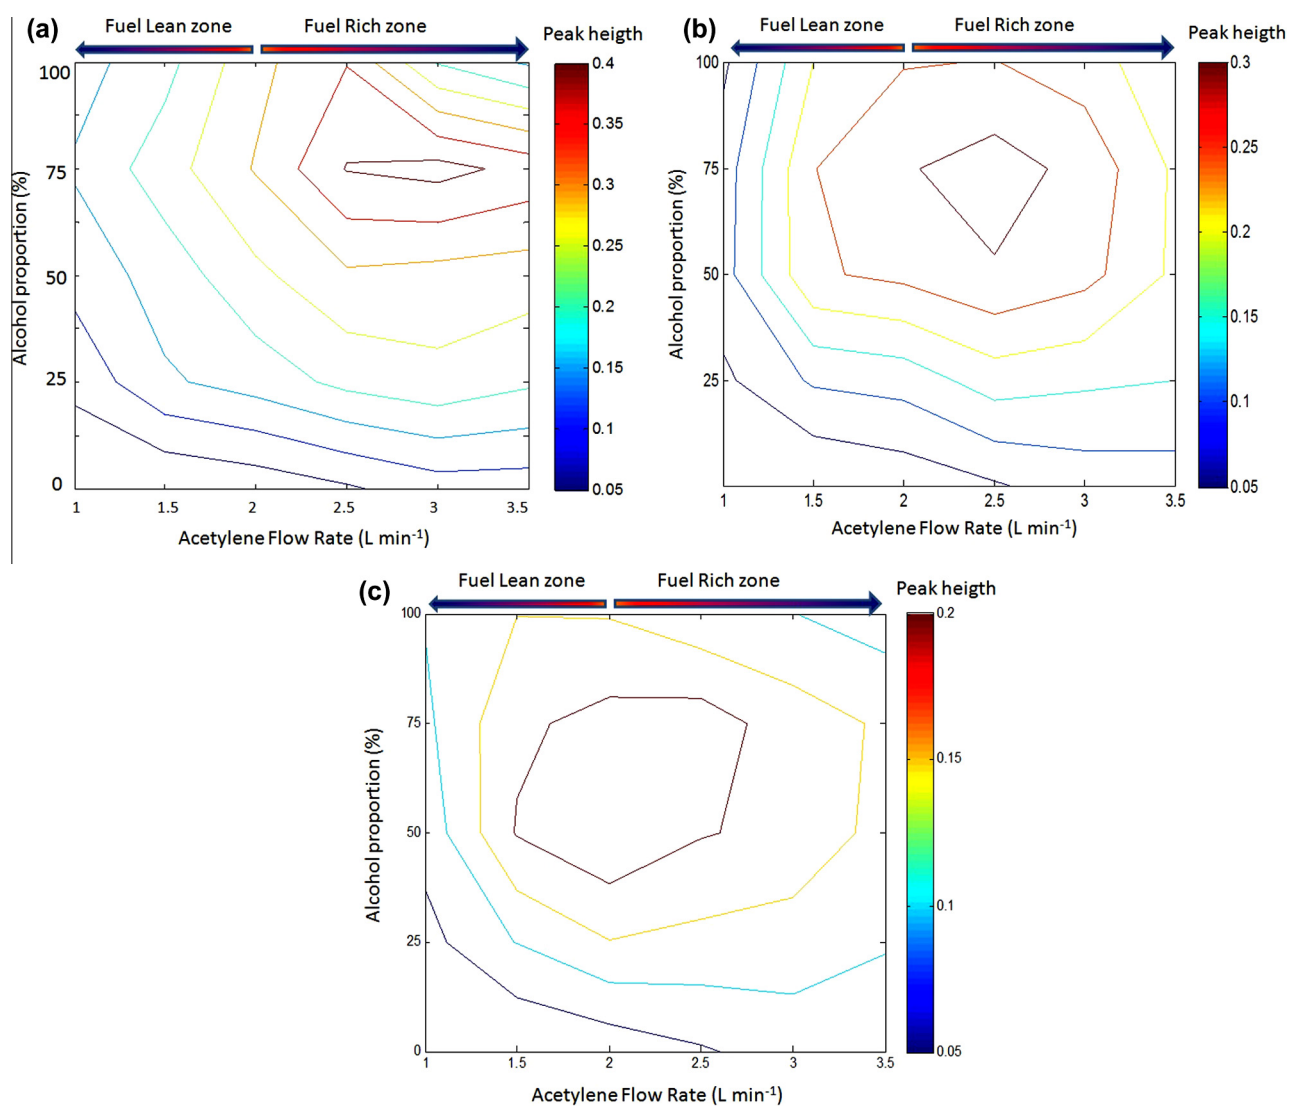 (a)
Fuel Lean zone
Fuel Rich zone
Peak heigth
100
75
50
25
0
Alcohol proportion (%)
1
1.5
2
2.5
3
3.5
Acetylene Flow Rate (L min⁻¹)
0.4
0.35
0.3
0.25
0.2
0.15
0.1
0.05
(b)
Fuel Lean zone
Fuel Rich zone
Peak heigth
100
75
50
25
Alcohol proportion (%)
1
1.5
2
2.5
3
3.5
Acetylene Flow Rate (L min⁻¹)
0.3
0.25
0.2
0.15
0.1
0.05
(c)
Fuel Lean zone
Fuel Rich zone
Peak heigth
100
75
50
25
0
Alcohol proportion (%)
1
1.5
2
2.5
3
3.5
Acetylene Flow Rate (L min⁻¹)
0.2
0.15
0.1
0.05